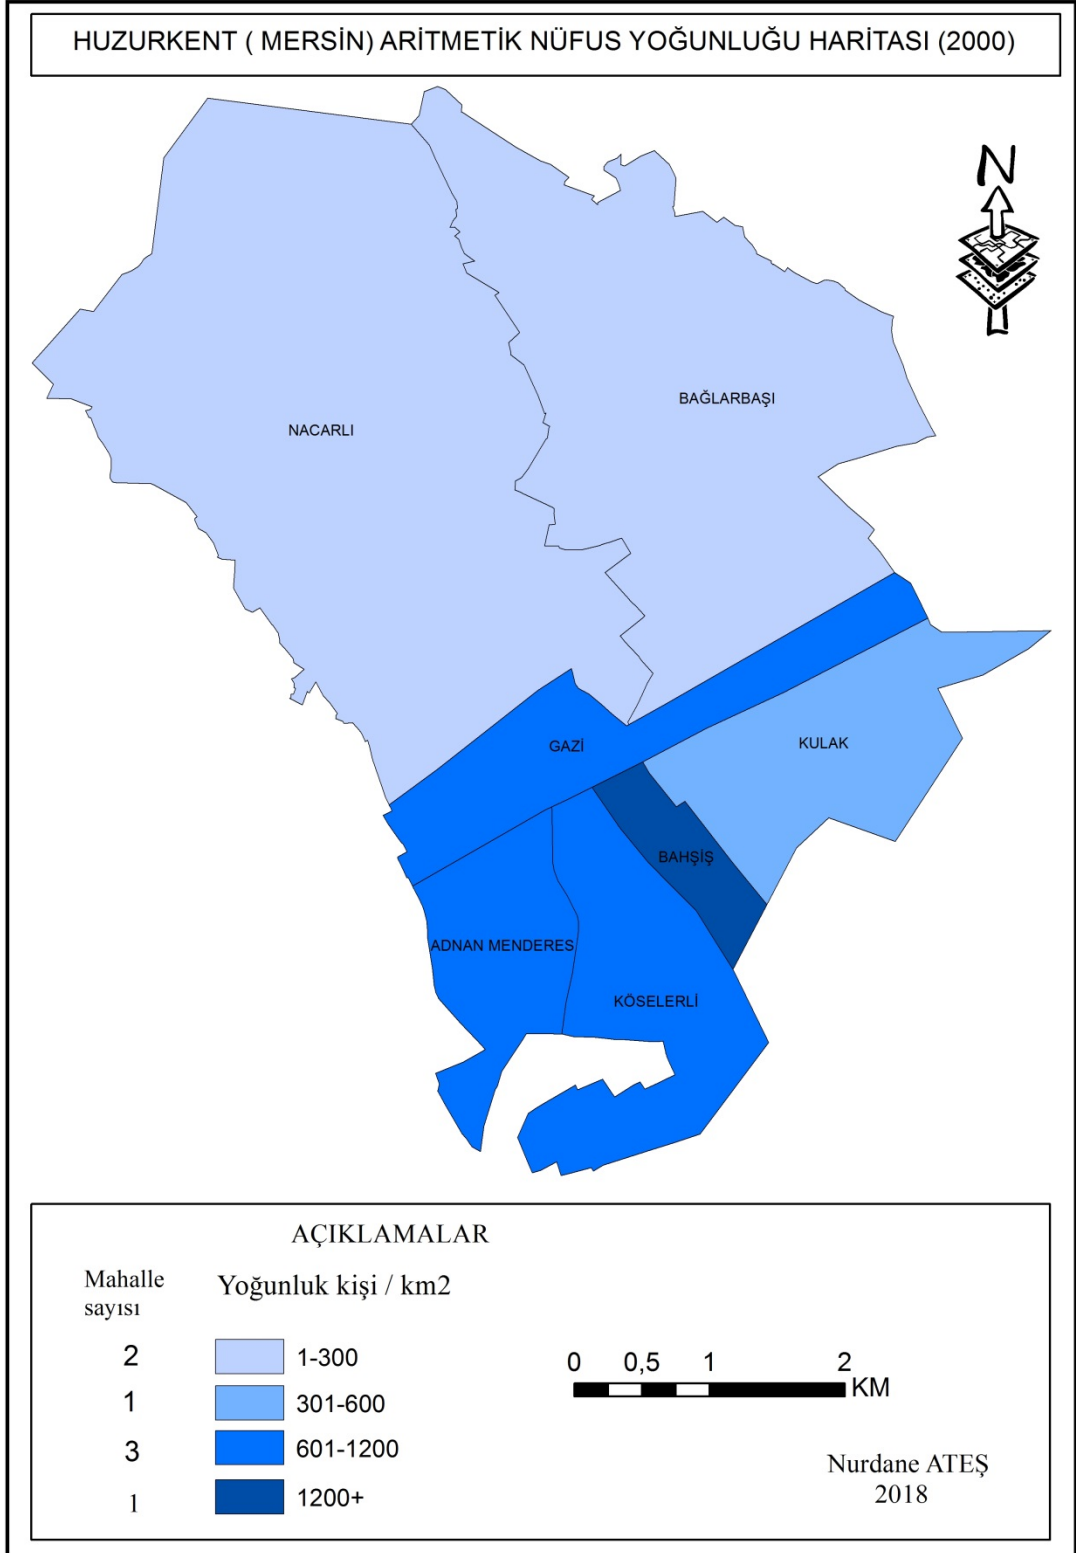 HUZURKENT ( MERSİN) ARİTMETİK NÜFUS YOĞUNLUĞU HARİTASI (2000)
N
BAĞLARBAŞI
NACARLI
GAZİ
KULAK
BAHŞİŞ
ADNAN MENDERES
KÖSELERLİ
AÇIKLAMALAR
Mahalle
sayısı
Yoğunluk kişi / km2
2 1-300
1 301-600
3 601-1200
1 1200+
0 0,5 1 2
KM
Nurdane ATEŞ
2018